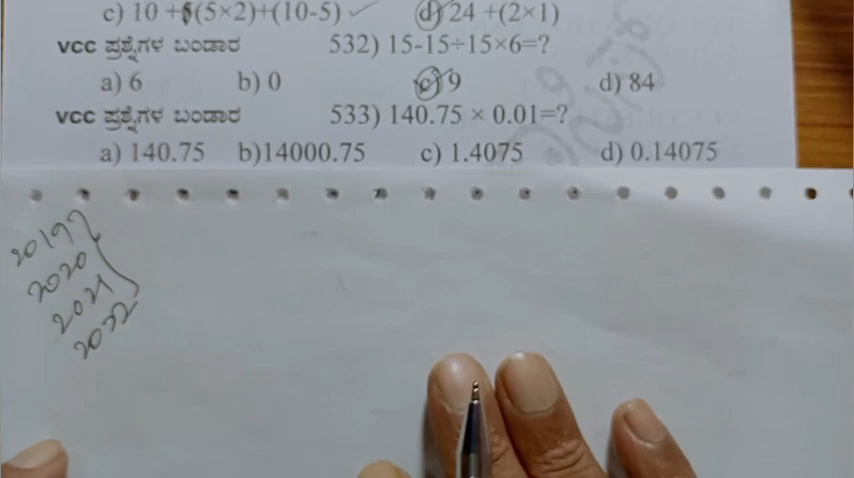 c) 10 +6(5×2)+(10-5) d) 24 +(2×1)
vcc ಪ್ರಶ್ನೆಗಳ ಬಂಡಾರ 532) 15-15÷15×6=?
a) 6 b) 0 c) 9 d) 84
vcc ಪ್ರಶ್ನೆಗಳ ಬಂಡಾರ 533) 140.75 × 0.01=?
a) 140.75 b)14000.75 c) 1.4075 d) 0.14075
2019
2020
2021
2022